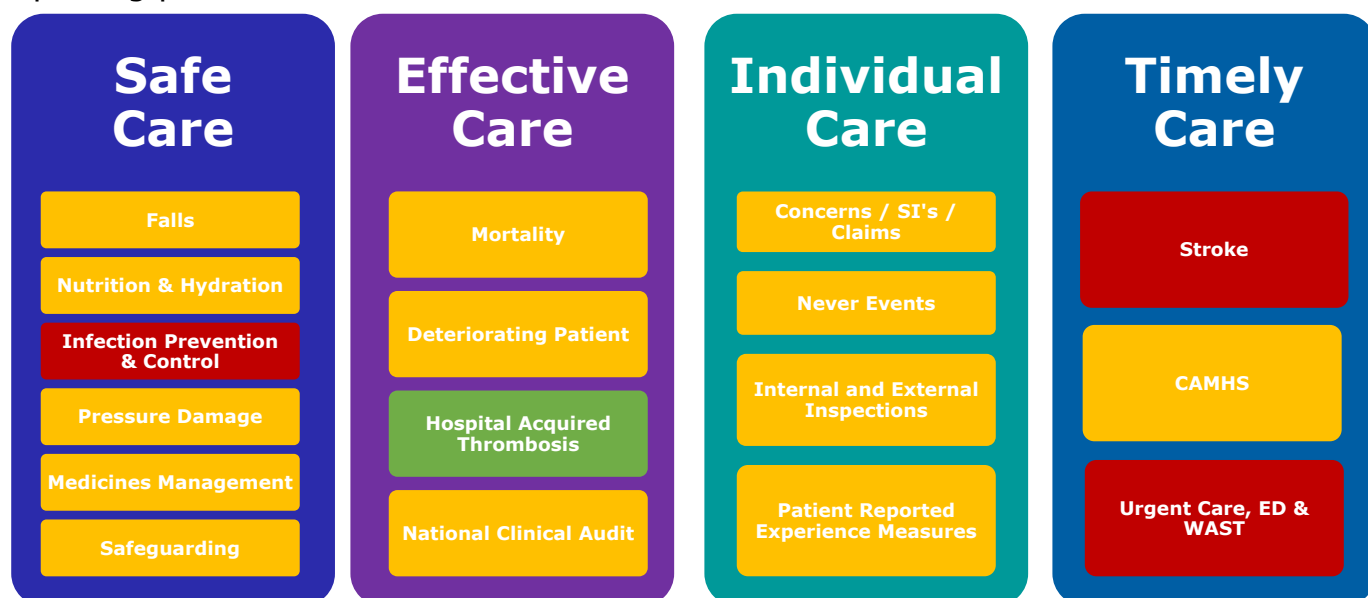 Safe
Care
Falls
Nutrition & Hydration
Infection Prevention
& Control
Pressure Damage
Medicines Management
Safeguarding
Effective
Care
Mortality
Deteriorating Patient
Hospital Acquired
Thrombosis
National Clinical Audit
Individual
Care
Concerns / SI's /
Claims
Never Events
Internal and External
Inspections
Patient Reported
Experience Measures
Timely
Care
Stroke
CAMHS
Urgent Care, ED &
WAST